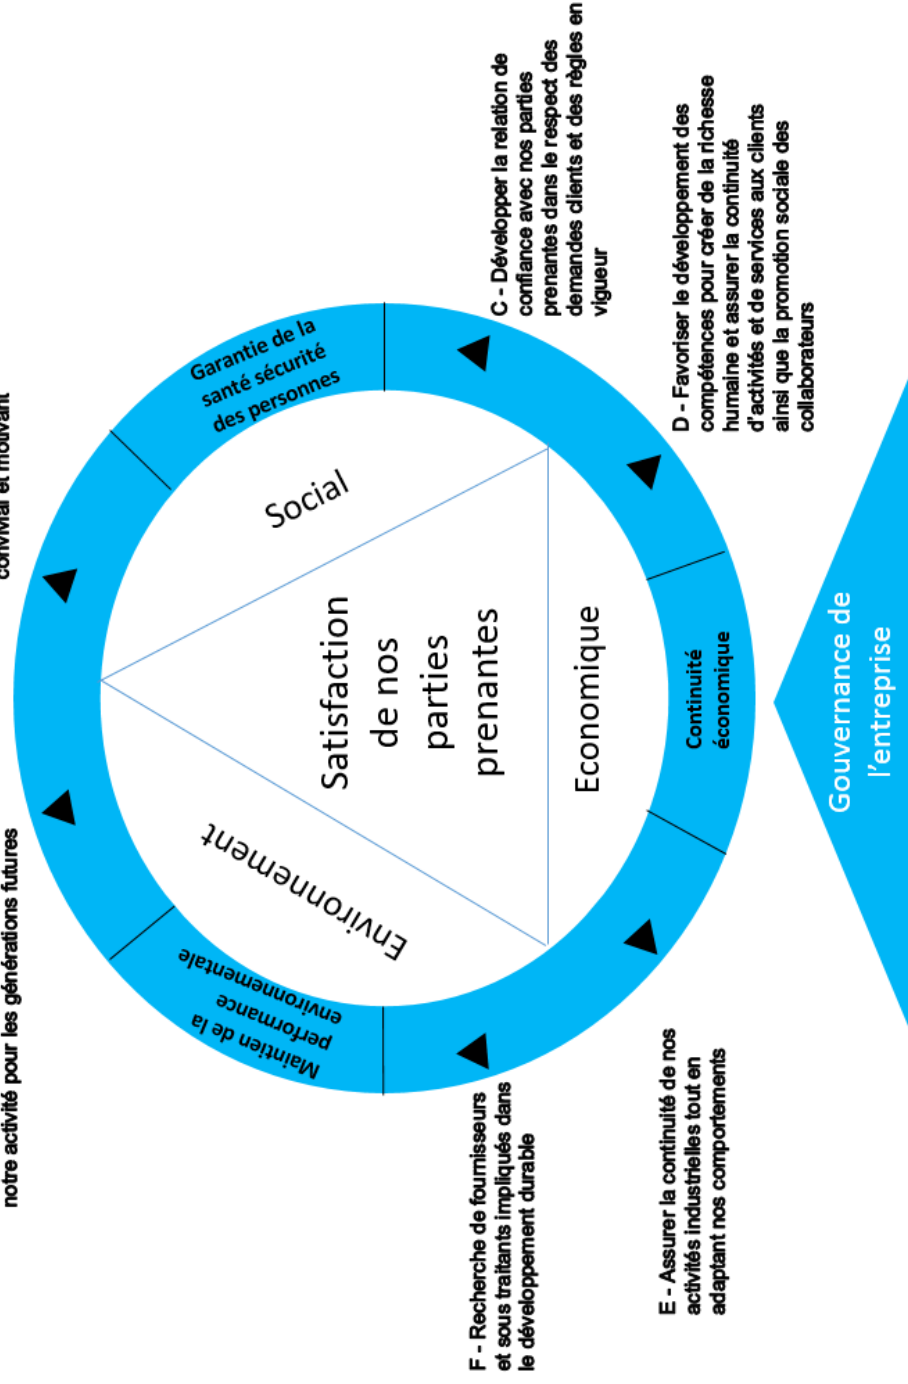 notre activité pour les générations futures
convivial et motivant
Maintien de la
performance
environnementale
Garantie de la
santé sécurité
des personnes
Environnement
Social
Satisfaction
de nos
parties
prenantes
Economique
Continuité
économique
C - Développer la relation de
confiance avec nos parties
prenantes dans le respect des
demandes clients et des règles en
vigueur
D - Favoriser le développement des
compétences pour créer de la richesse
humaine et assurer la continuité
d'activités et de services aux clients
ainsi que la promotion sociale des
collaborateurs
F - Recherche de fournisseurs
et sous traitants impliqués dans
le développement durable
E - Assurer la continuité de nos
activités industrielles tout en
adaptant nos comportements
Gouvernance de
l'entreprise